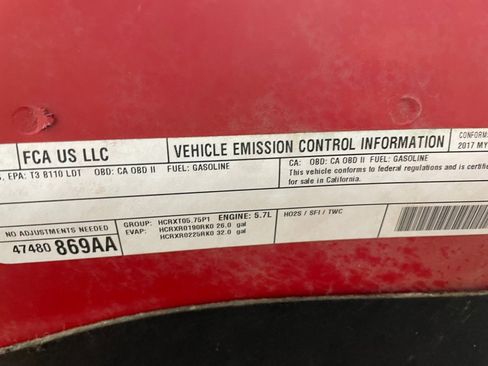 FCA US LLC
VEHICLE EMISSION CONTROL INFORMATION
CONFORMS
2017 MY
EPA: T3 B110 LDT OBD: CA OBD II FUEL: GASOLINE
CA: OBD: CA OBD II FUEL: GASOLINE
This vehicle conforms to federal regulations and is certified
for sale in California.
NO ADJUSTMENTS NEEDED
47480 869AA
GROUP: HCRXT05.75P1 ENGINE: 5.7L
EVAP: HCRXR0190RK0 26.0 gal
HCRXR0225RK0 32.0 gal
HO2S / SFI / TWC